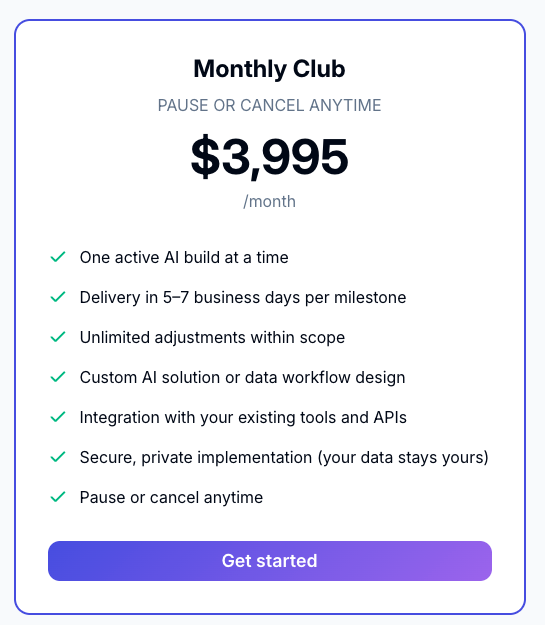 Monthly Club
PAUSE OR CANCEL ANYTIME
$3,995
/month
One active AI build at a time
Delivery in 5–7 business days per milestone
Unlimited adjustments within scope
Custom AI solution or data workflow design
Integration with your existing tools and APIs
Secure, private implementation (your data stays yours)
Pause or cancel anytime
Get started